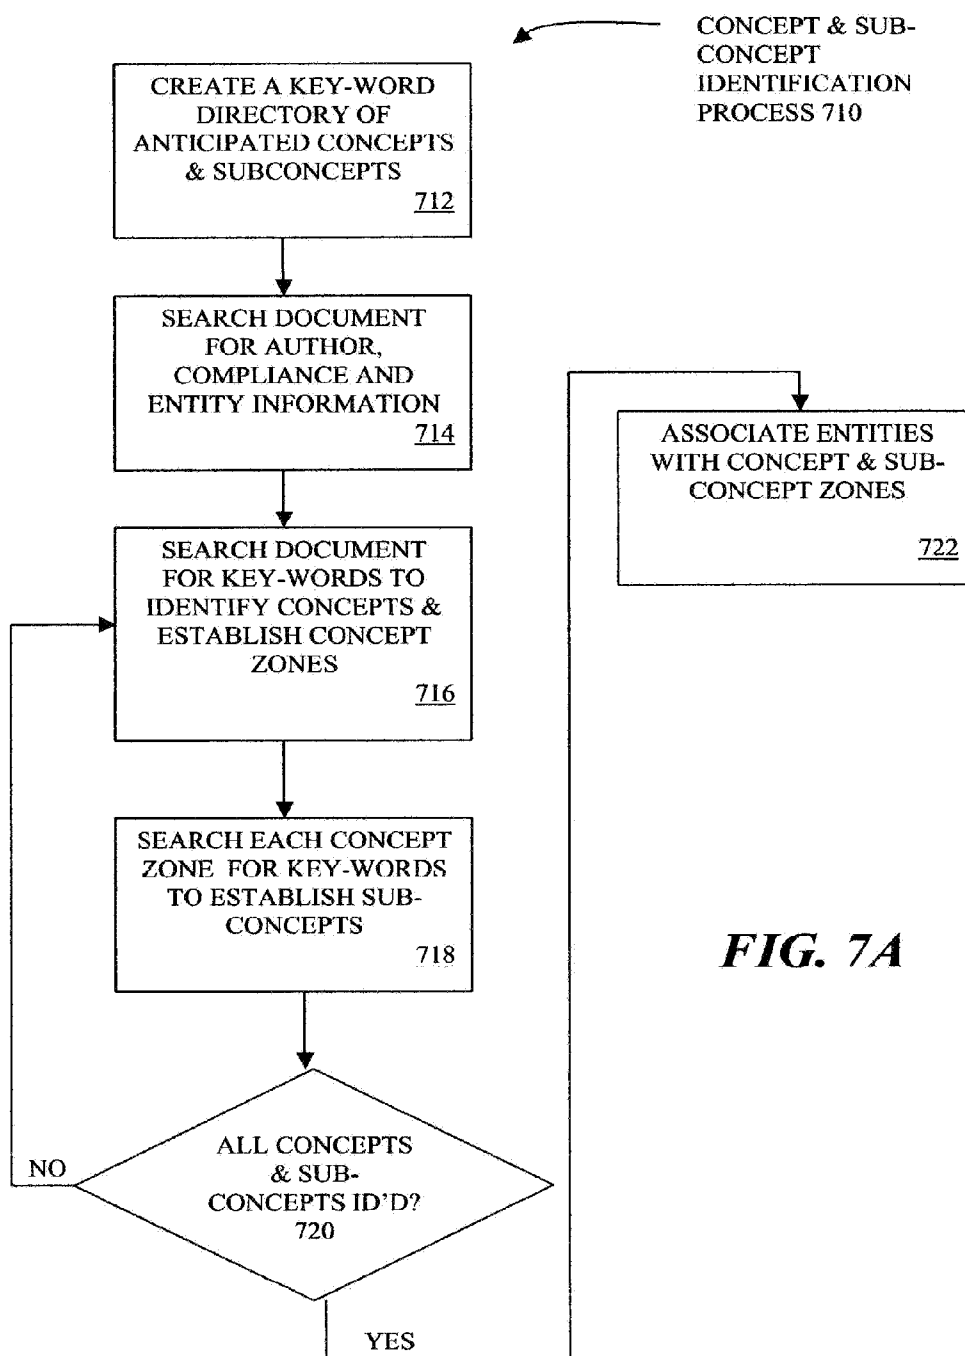 CONCEPT & SUB-
CONCEPT
IDENTIFICATION
PROCESS 710
CREATE A KEY-WORD
DIRECTORY OF
ANTICIPATED CONCEPTS
& SUBCONCEPTS
712
SEARCH DOCUMENT
FOR AUTHOR,
COMPLIANCE AND
ENTITY INFORMATION
714
SEARCH DOCUMENT
FOR KEY-WORDS TO
IDENTIFY CONCEPTS &
ESTABLISH CONCEPT
ZONES
716
SEARCH EACH CONCEPT
ZONE FOR KEY-WORDS
TO ESTABLISH SUB-
CONCEPTS
718
ALL CONCEPTS
& SUB-
CONCEPTS ID'D?
720
NO
YES
ASSOCIATE ENTITIES
WITH CONCEPT & SUB-
CONCEPT ZONES
722
FIG. 7A